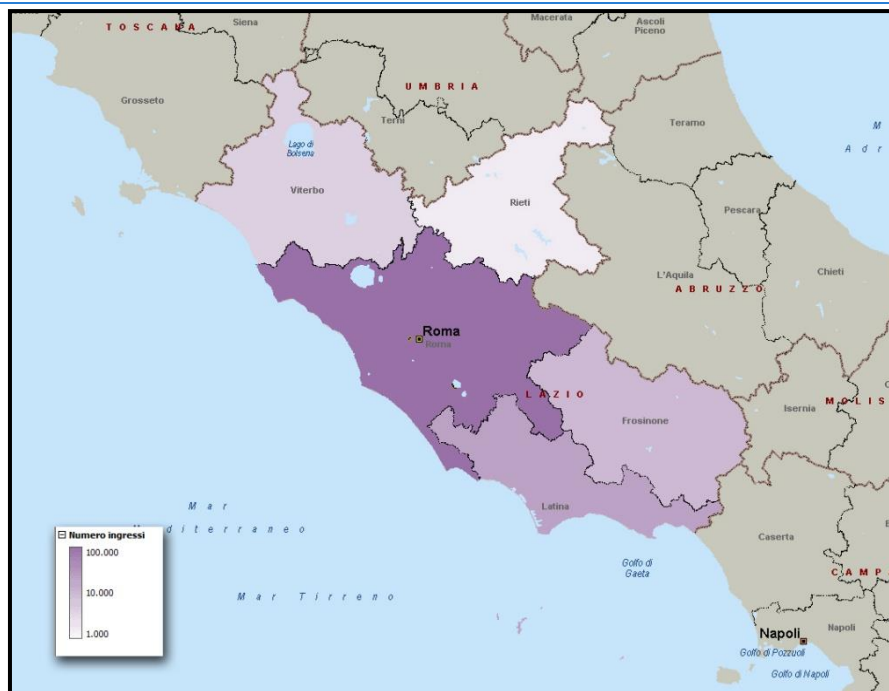 Macerata
Ascoli
Piceno
Siena
TOSCANA
UMBRIA
Grosseto
Terni
Teramo
M
Adr
Lago di
Bolsena
Viterbo
Rieti
Pescara
L'Aquila
Chieti
ABRUZZO
Roma
Roma
LAZIO
MOLIS
Isernia
Frosinone
Mar
Latina
Caserta
Numero ingressi
100.000
10.000
1.000
Golfo di
Gaeta
CAMP
Mar Tirreno
Napoli
Napoli
Golfo di Pozzuoli
Golfo di Napoli